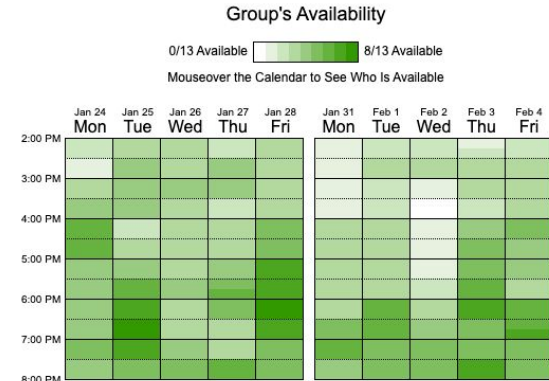 Group's Availability
0/13 Available 8/13 Available
Mouseover the Calendar to See Who Is Available
Jan 24 Jan 25 Jan 26 Jan 27 Jan 28 Jan 31 Feb 1 Feb 2 Feb 3 Feb 4
Mon Tue Wed Thu Fri Mon Tue Wed Thu Fri
2:00 PM
3:00 PM
4:00 PM
5:00 PM
6:00 PM
7:00 PM
8:00 PM